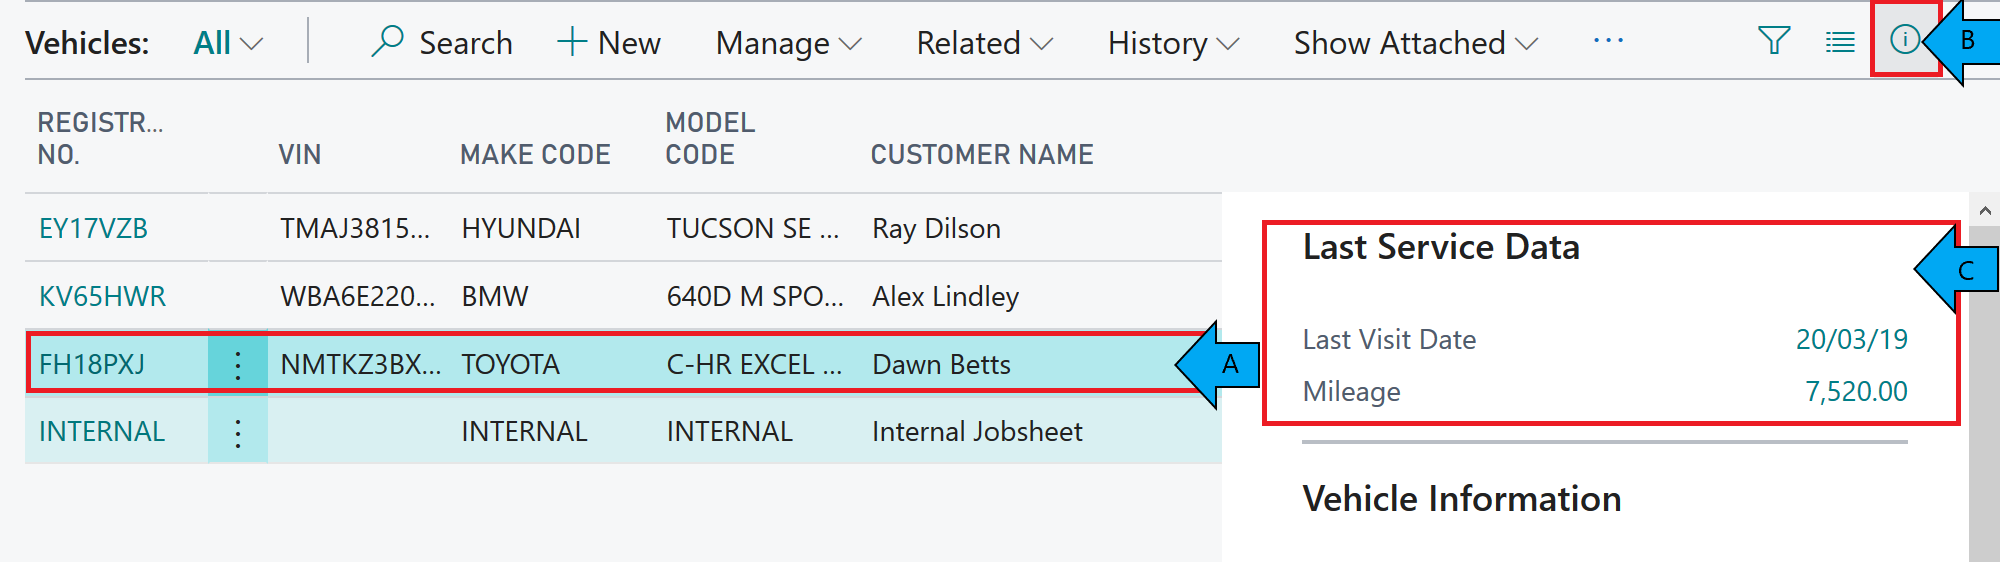 Vehicles: All Search New Manage Related History Show Attached ... i B
REGISTR... NO. VIN MAKE CODE MODEL CODE CUSTOMER NAME
EY17VZB TMAJ3815... HYUNDAI TUCSON SE ... Ray Dilson
KV65HWR WBA6E220... BMW 640D M SPO... Alex Lindley
FH18PXJ NMTKZ3BX... TOYOTA C-HR EXCEL ... Dawn Betts A
INTERNAL INTERNAL INTERNAL Internal Jobsheet
Last Service Data C
Last Visit Date 20/03/19
Mileage 7,520.00
Vehicle Information